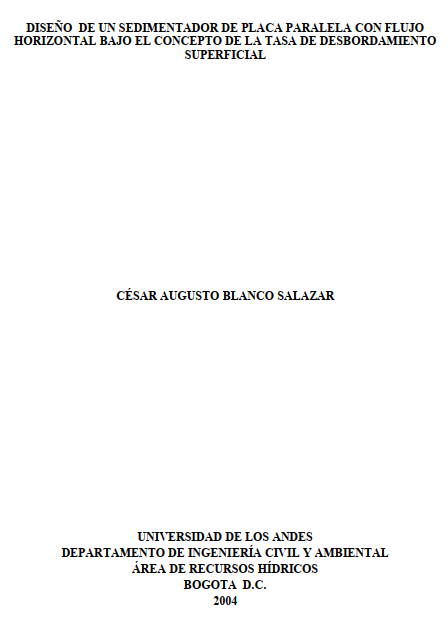 DISEÑO DE UN SEDIMENTADOR DE PLACA PARALELA CON FLUJO
HORIZONTAL BAJO EL CONCEPTO DE LA TASA DE DESBORDAMIENTO
SUPERFICIAL
CÉSAR AUGUSTO BLANCO SALAZAR
UNIVERSIDAD DE LOS ANDES
DEPARTAMENTO DE INGENIERÍA CIVIL Y AMBIENTAL
ÁREA DE RECURSOS HÍDRICOS
BOGOTA D.C.
2004